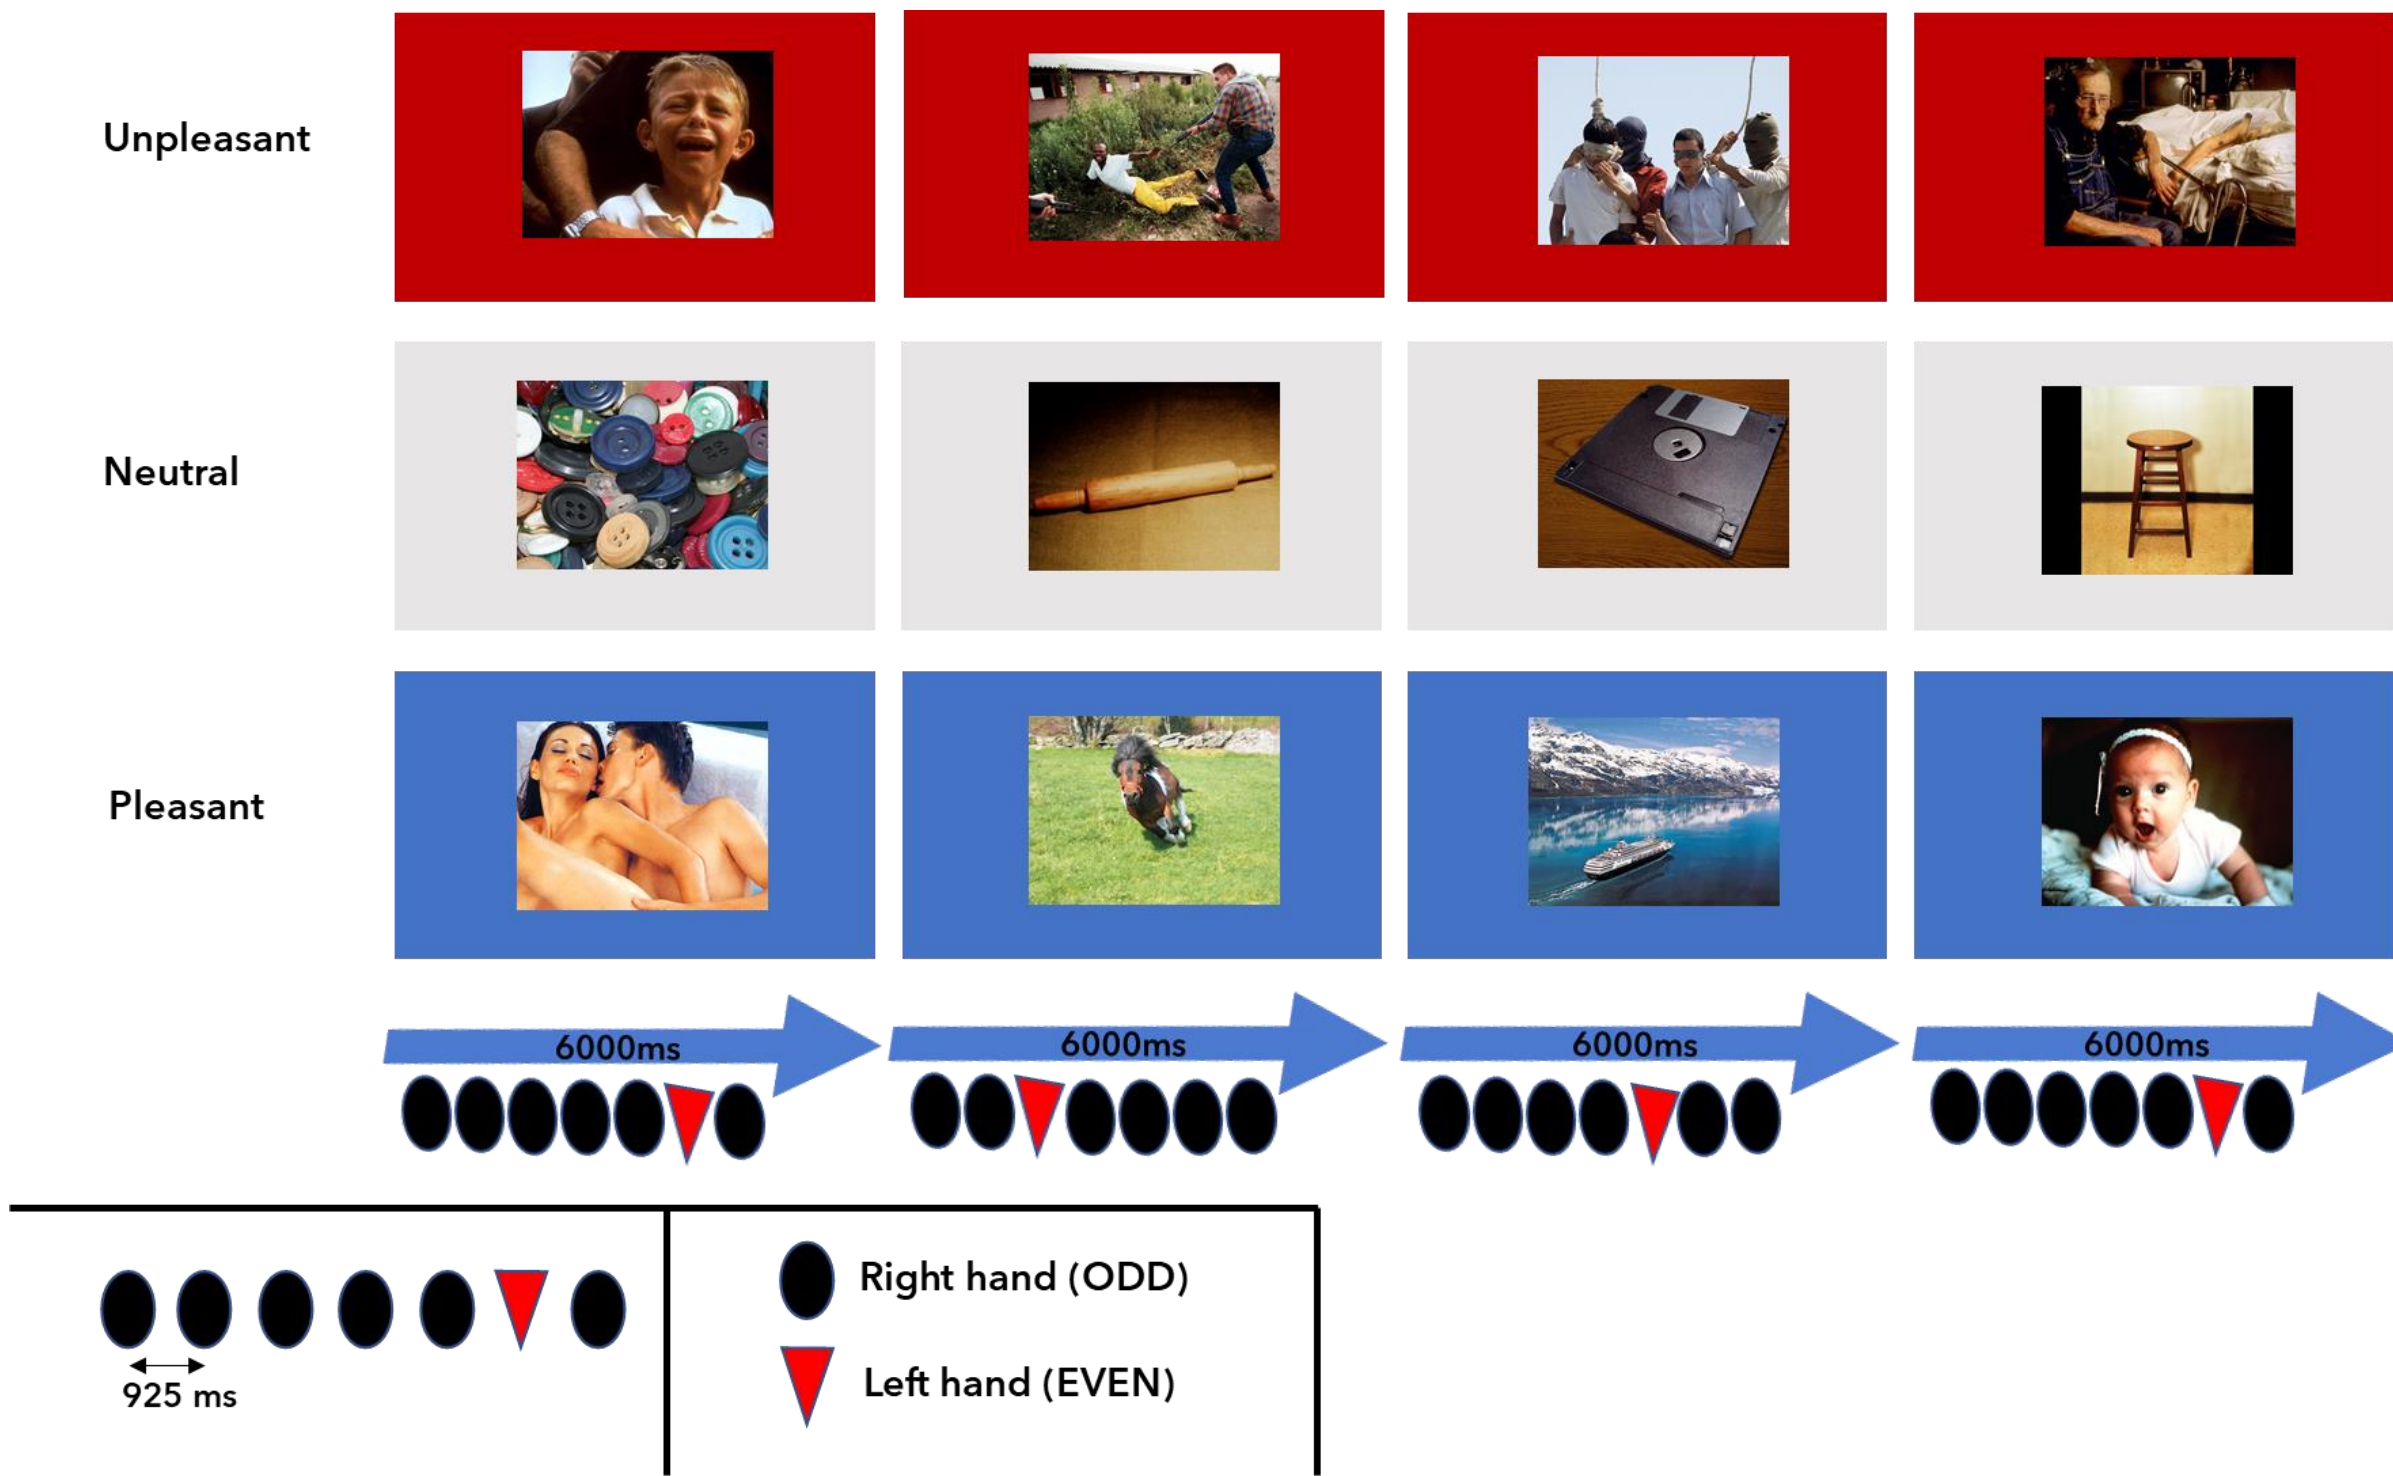 Unpleasant
Neutral
Pleasant
6000ms 6000ms 6000ms 6000ms
925 ms
Right hand (ODD)
Left hand (EVEN)